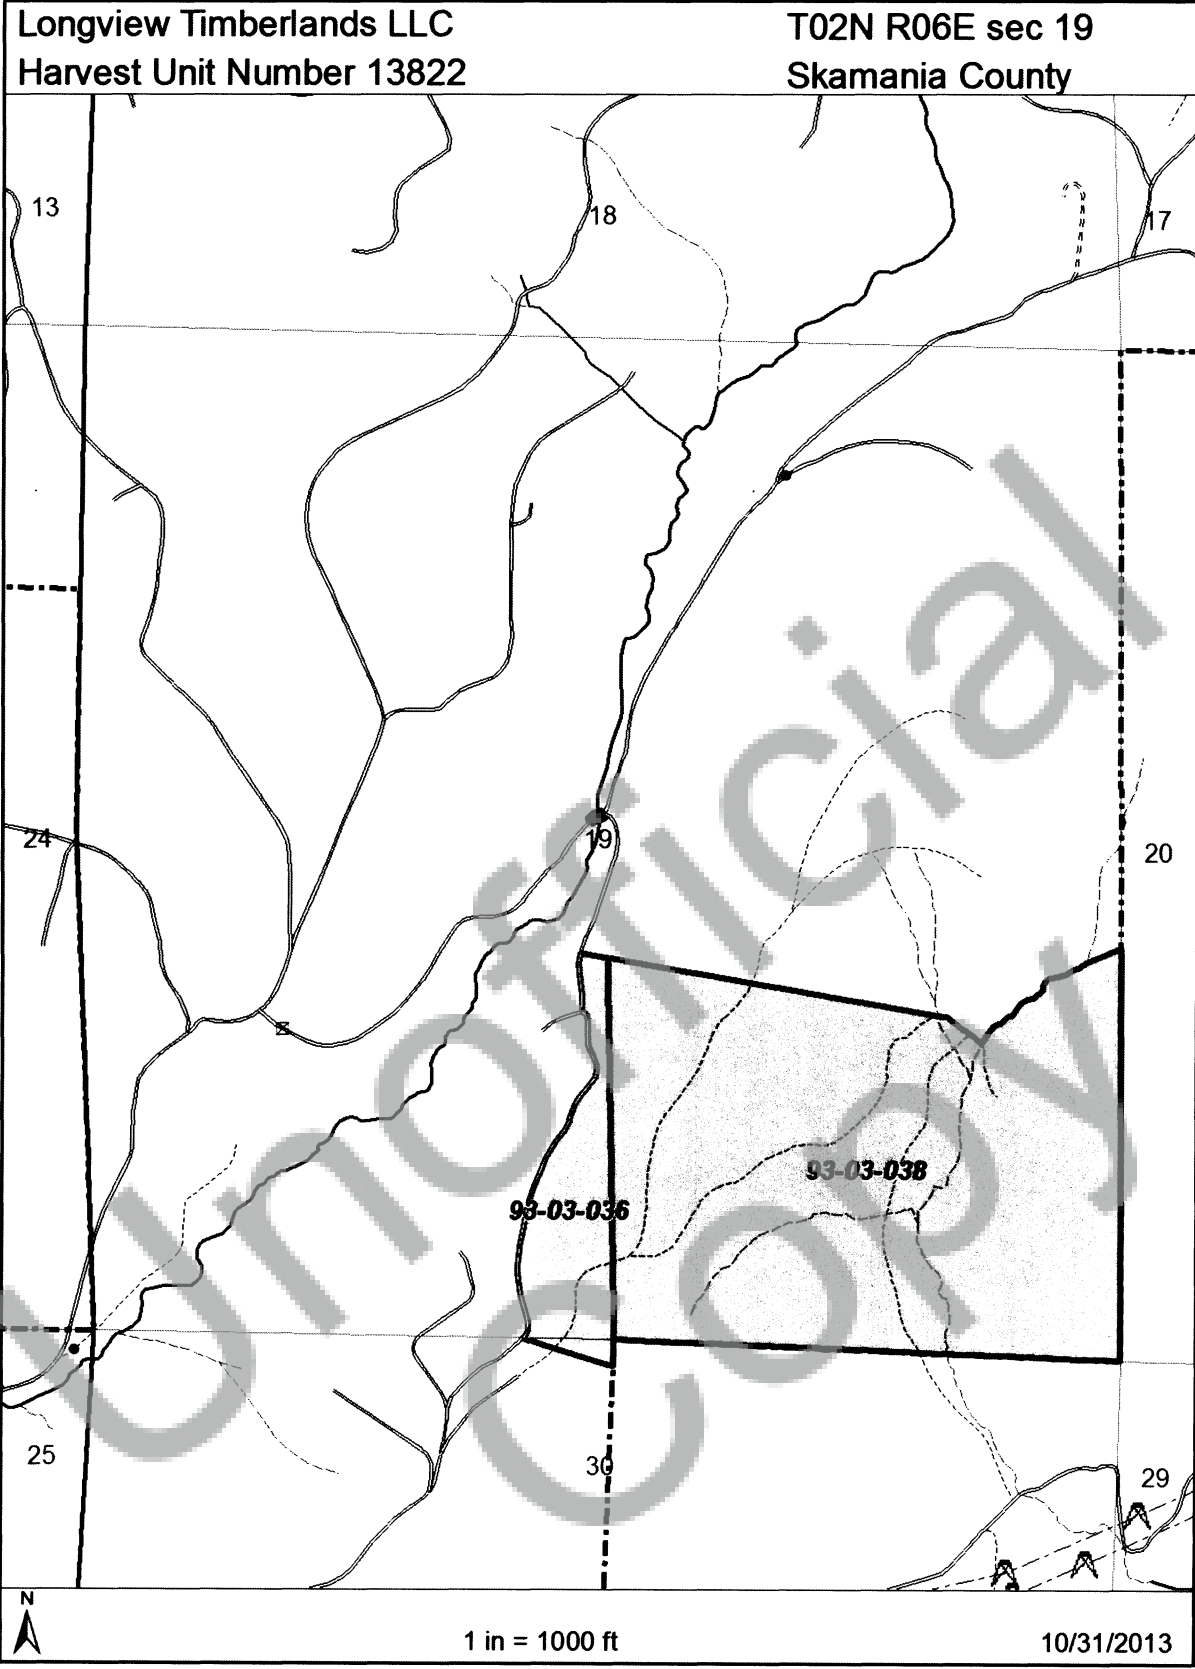 Longview Timberlands LLC
Harvest Unit Number 13822
T02N R06E sec 19
Skamania County
13
18
17
24
19
20
93-03-038
93-03-036
25
30
29
Unofficial
Copy
N
1 in = 1000 ft
10/31/2013